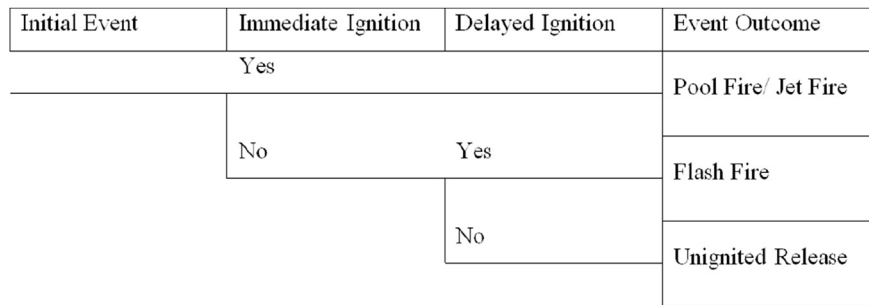 Initial Event Immediate Ignition Delayed Ignition Event Outcome
Yes
Pool Fire/ Jet Fire
No Yes
Flash Fire
No
Unignited Release